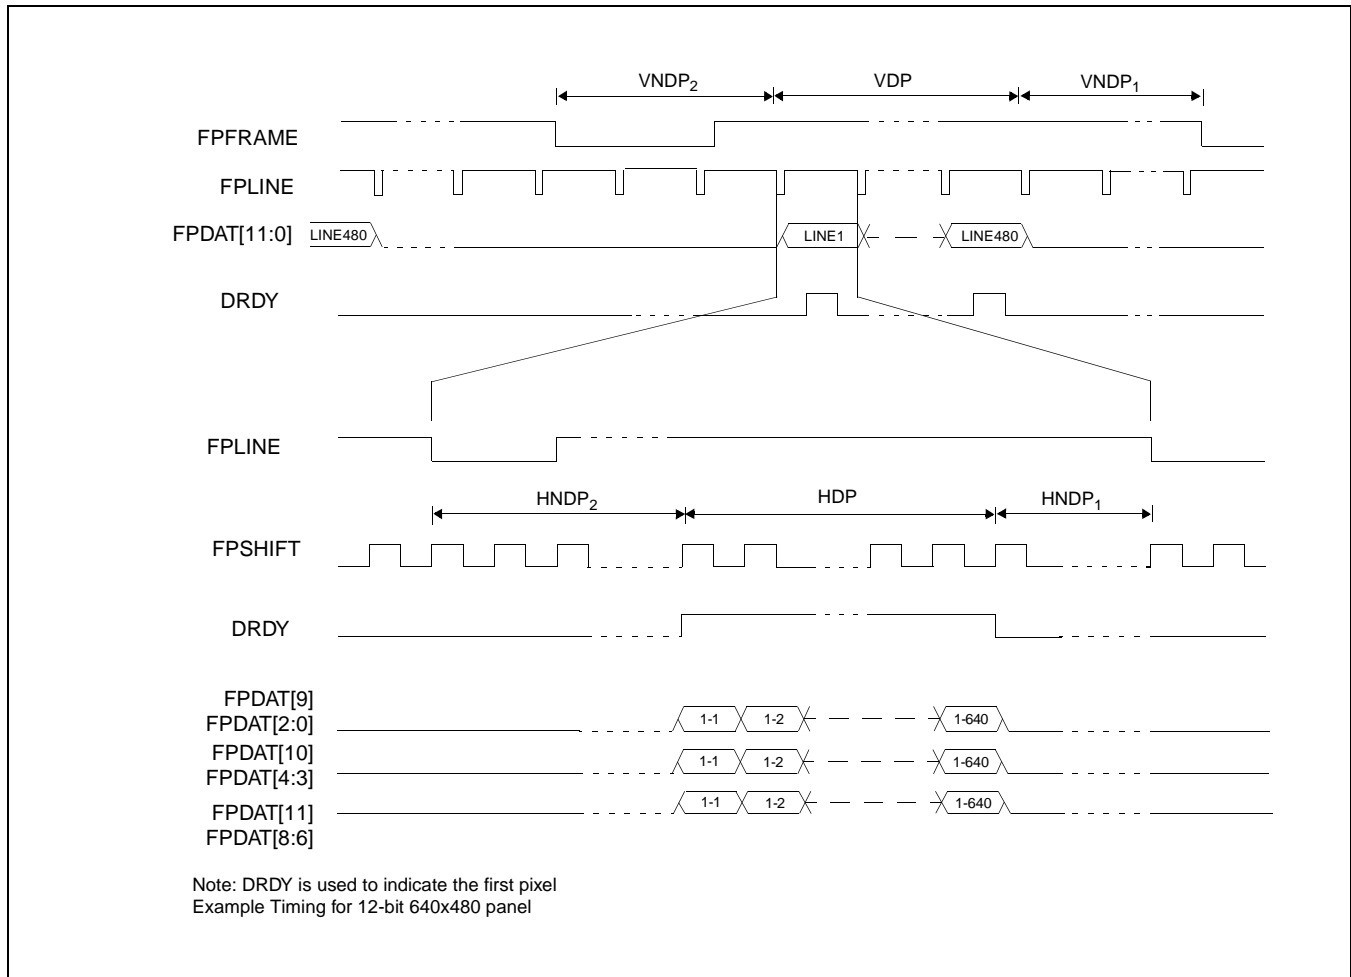 VNDP2 VDP VNDP1
FPFRAME
FPLINE
FPDAT[11:0] LINE480 LINE1 LINE480
DRDY
FPLINE
HNDP2 HDP HNDP1
FPSHIFT
DRDY
FPDAT[9]
FPDAT[2:0] 1-1 1-2 1-640
FPDAT[10]
FPDAT[4:3] 1-1 1-2 1-640
FPDAT[11] 1-1 1-2 1-640
FPDAT[8:6]
Note: DRDY is used to indicate the first pixel
Example Timing for 12-bit 640x480 panel